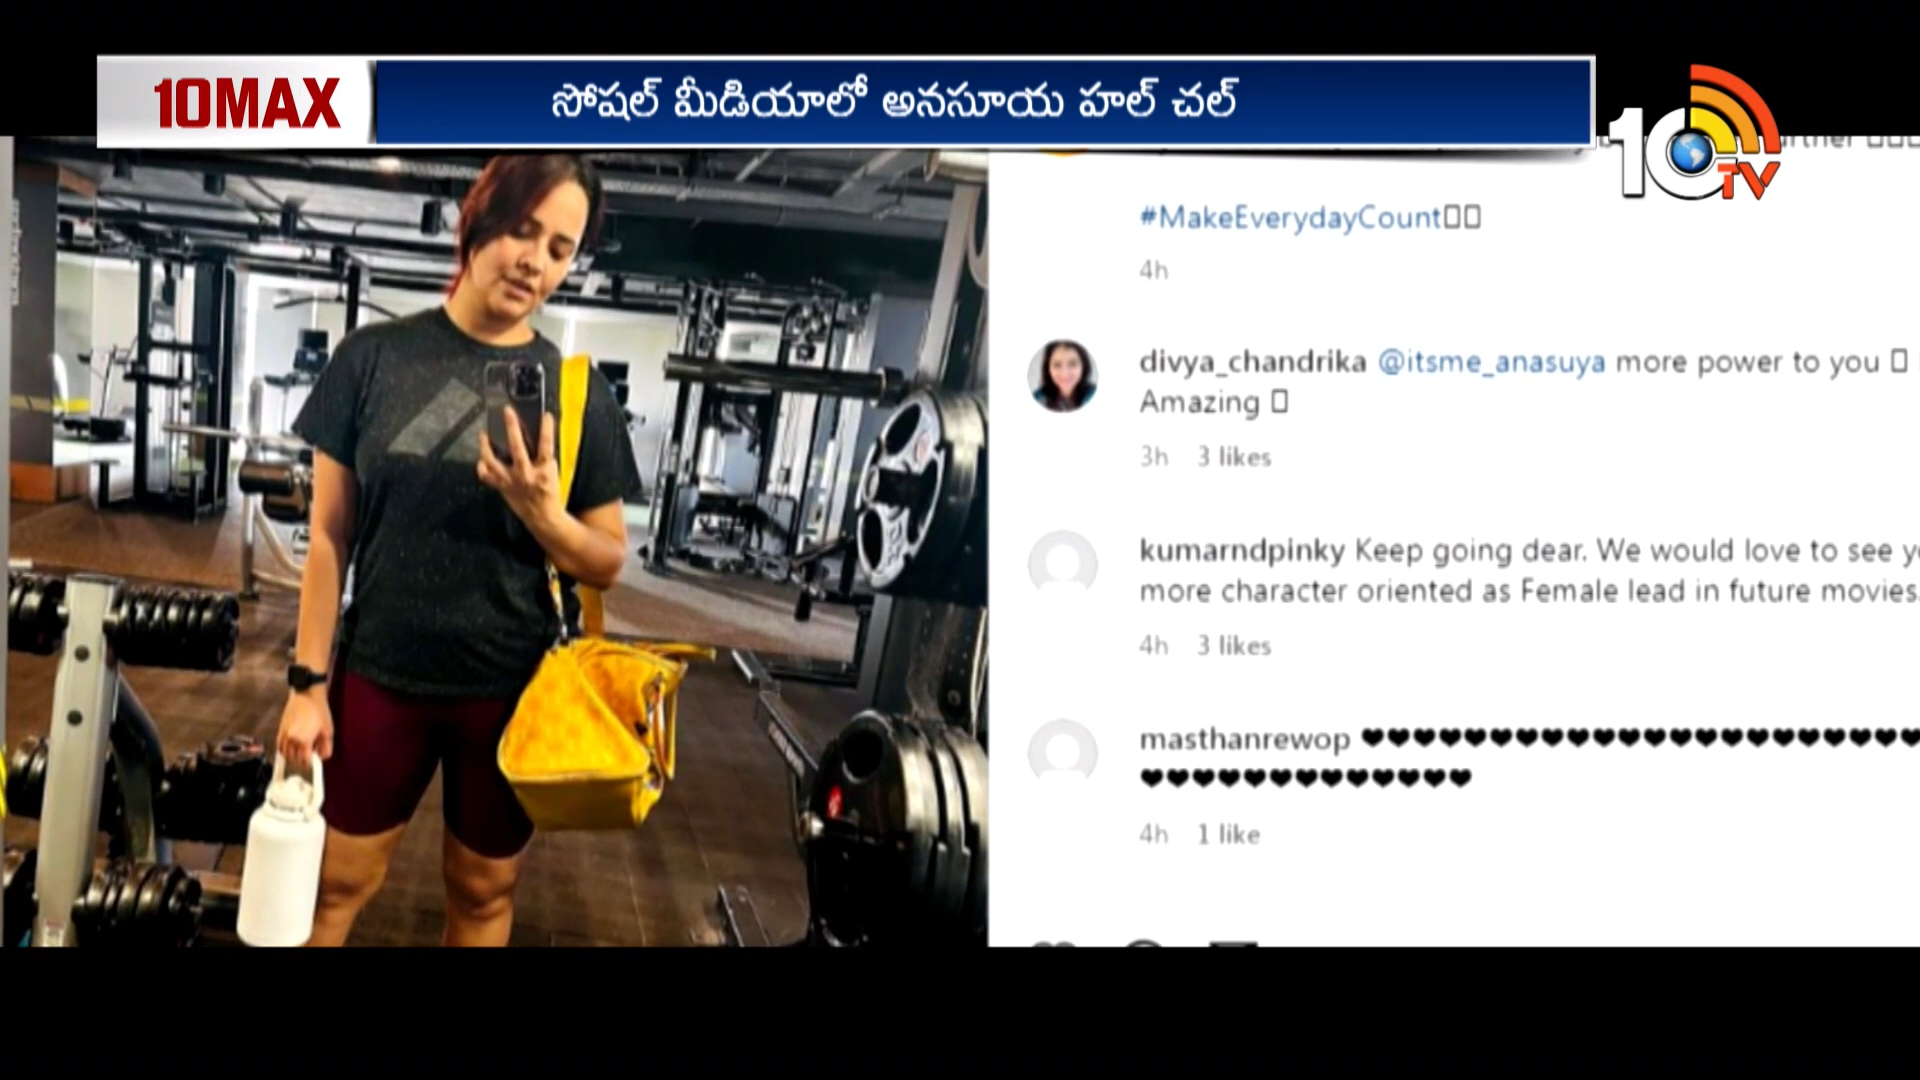 10MAX
సోషల్ మీడియాలో అనసూయ హల్ చల్
10TV
#MakeEverydayCount
4h
divya_chandrika @itsme_anasuya more power to you
Amazing
3h 3 likes
kumarndpinky Keep going dear. We would love to see
more character oriented as Female lead in future movies.
4h 3 likes
masthanrewop ♥♥♥♥♥♥♥♥♥♥♥♥♥♥♥♥♥♥♥♥♥♥
♥♥♥♥♥♥♥♥♥♥♥♥♥
4h 1 like